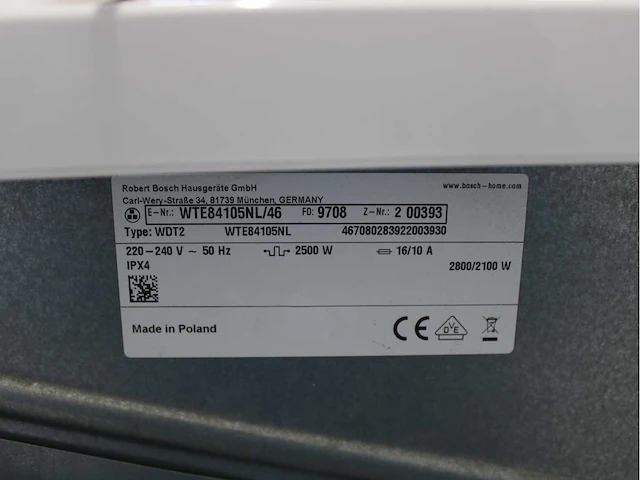 Robert Bosch Hausgeräte GmbH www.bosch-home.com
Carl-Wery-Straße 34, 81739 München, GERMANY
E-Nr.: WTE84105NL/46 FD: 9708 Z-Nr.: 2 00393
Type: WDT2 WTE84105NL 467080283922003930
220-240 V ~ 50 Hz 2500 W 16/10 A
IPX4 2800/2100 W
Made in Poland CE DVE